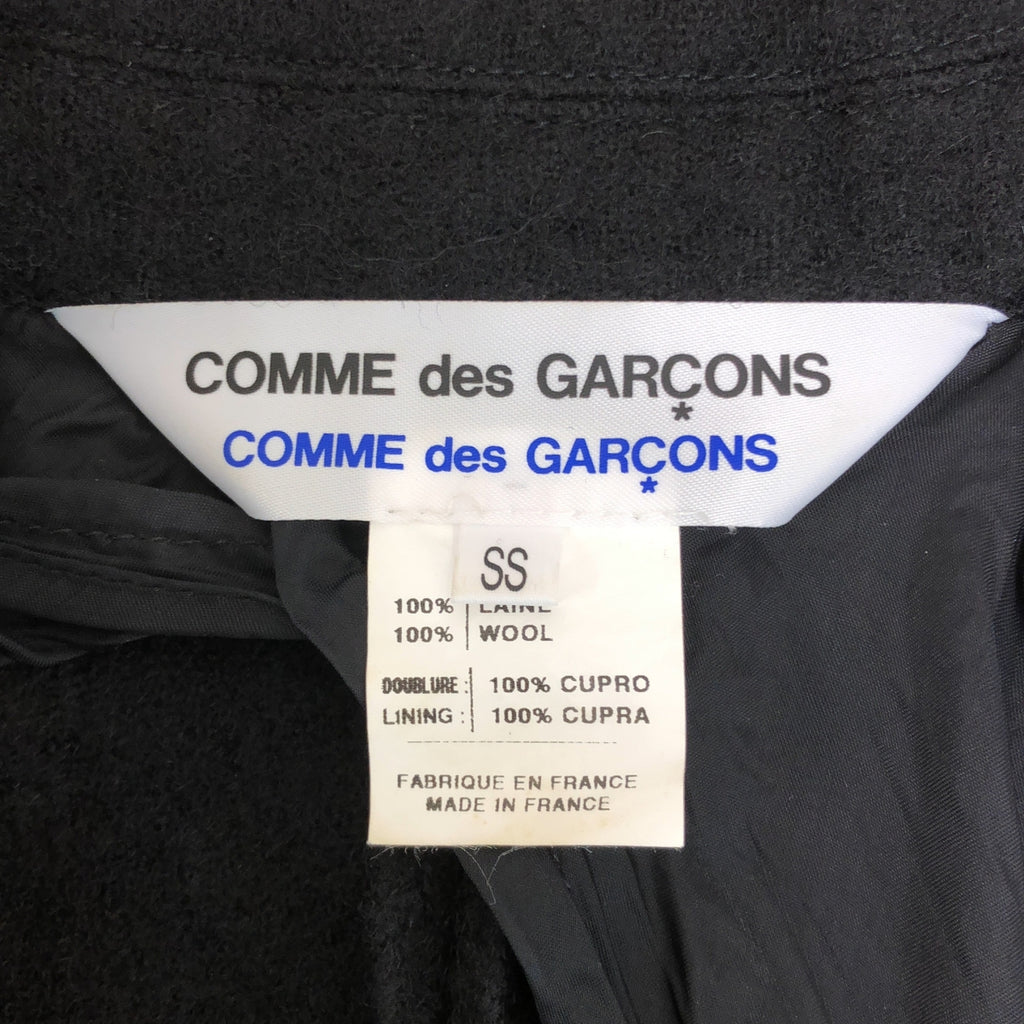 COMME des GARÇONS
*
COMME des GARÇONS
*
SS
100% LAINE
100% WOOL
DOUBLURE : 100% CUPRO
LINING : 100% CUPRA
FABRIQUE EN FRANCE
MADE IN FRANCE